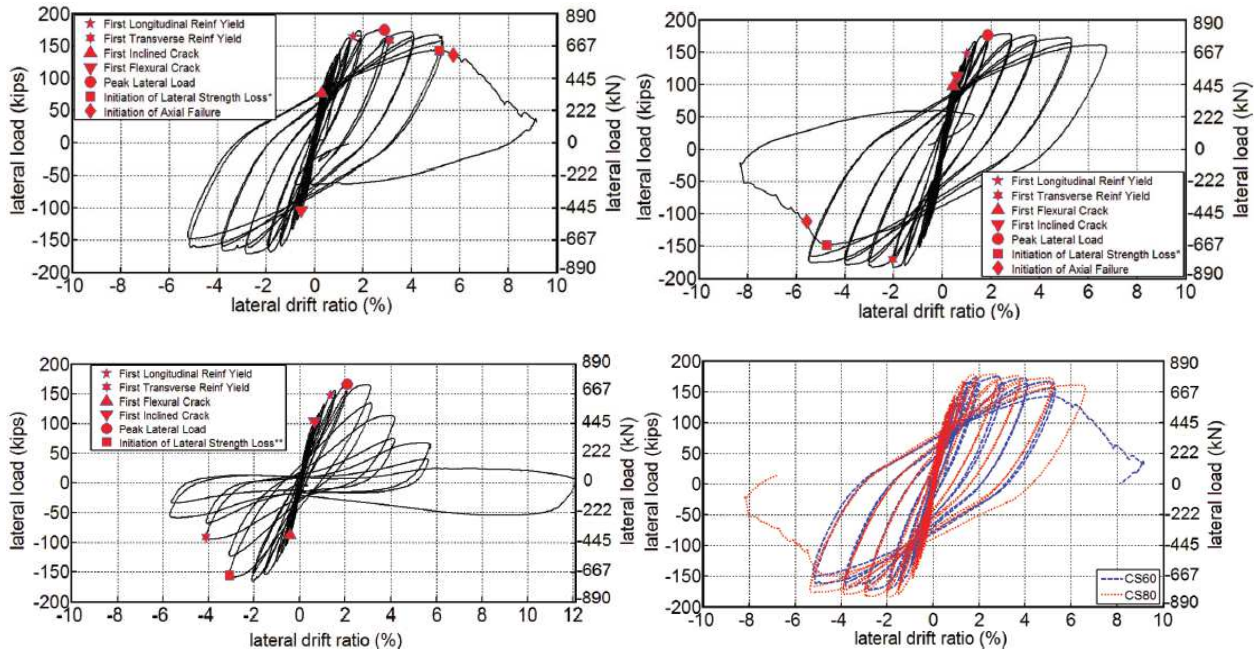 200
150
100
50
0
-50
-100
-150
200
lateral load (kips)
First Longitudinal Reinf Yield
First Transverse Reinf Yield
First Inclined Crack
First Flexural Crack
Peak Lateral Load
Initiation of Lateral Strength Loss*
Initiation of Axial Failure
890
667
445
222
0
-222
-445
-667
-890
lateral load (kN)
-10 -8 -6 -4 -2 0 2 4 6 8 10
lateral drift ratio (%)
200
150
100
50
0
-50
-100
-150
200
lateral load (kips)
First Longitudinal Reinf Yield
First Transverse Reinf Yield
First Flexural Crack
First Inclined Crack
Peak Lateral Load
Initiation of Lateral Strength Loss*
Initiation of Axial Failure
890
667
445
222
0
-222
-445
-667
-890
lateral load (kN)
-10 -8 -6 -4 -2 0 2 4 6 8 10
lateral drift ratio (%)
200
150
100
50
0
-50
-100
-150
200
lateral load (kips)
First Longitudinal Reinf Yield
First Transverse Reinf Yield
First Flexural Crack
First Inclined Crack
Peak Lateral Load
Initiation of Lateral Strength Loss**
890
667
445
222
0
-222
-445
-667
-890
lateral load (kN)
-10 -8 -6 -4 -2 0 2 4 6 8 10 12
lateral drift ratio (%)
200
150
100
50
0
-50
-100
-150
-200
lateral load (kips)
CS60
CS80
890
667
445
222
0
-222
-445
-667
-890
lateral load (kN)
-10 -8 -6 -4 -2 0 2 4 6 8 10
lateral drift ratio (%)